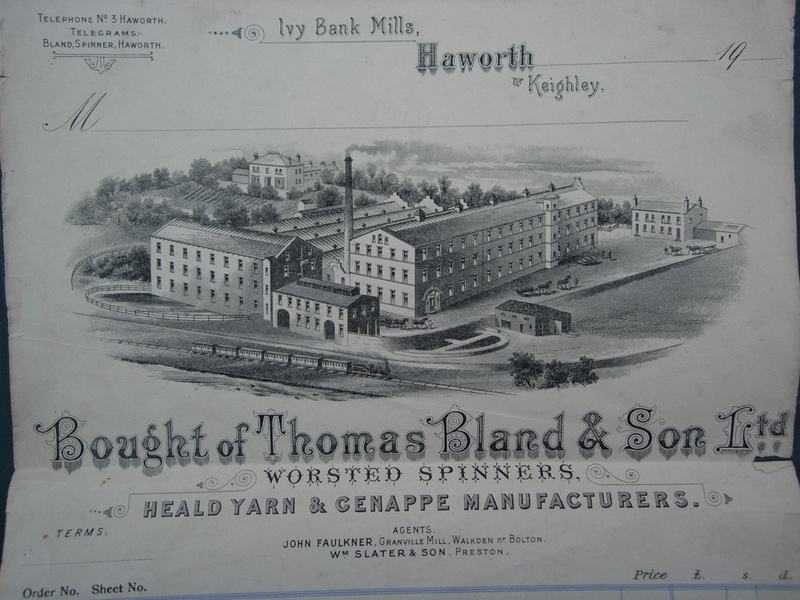 TELEPHONE No. 3 HAWORTH.
TELEGRAMS:-
BLAND, SPINNER, HAWORTH.
Ivy Bank Mills,
Haworth
nr Keighley.
19
M
Bought of Thomas Bland & Son Ltd
WORSTED SPINNERS,
HEALD YARN & GENAPPE MANUFACTURERS.
TERMS:
AGENTS.
JOHN FAULKNER, GRANVILLE MILL, WALKDEN nr BOLTON.
WM SLATER & SON, PRESTON.
Order No. Sheet No.
Price £. s. d.